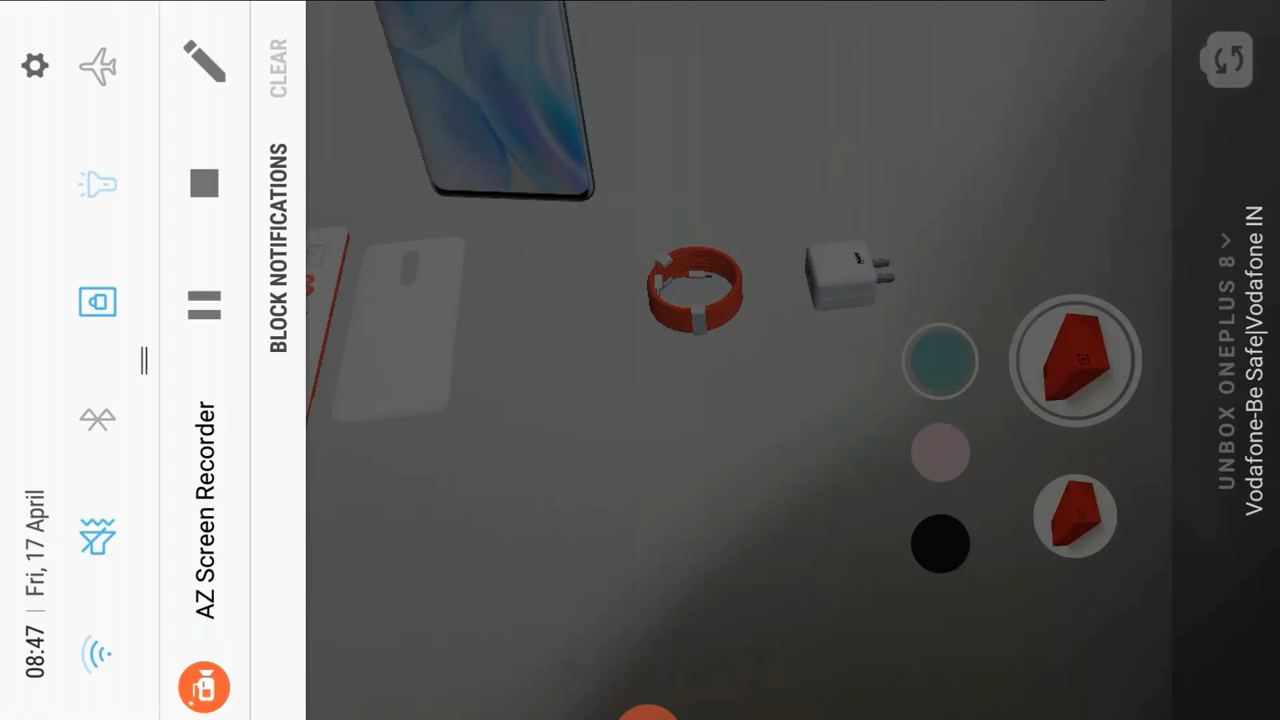 08:47 | Fri, 17 April
AZ Screen Recorder
BLOCK NOTIFICATIONS
CLEAR
UNBOX ONEPLUS 8
Vodafone-Be Safe|Vodafone IN